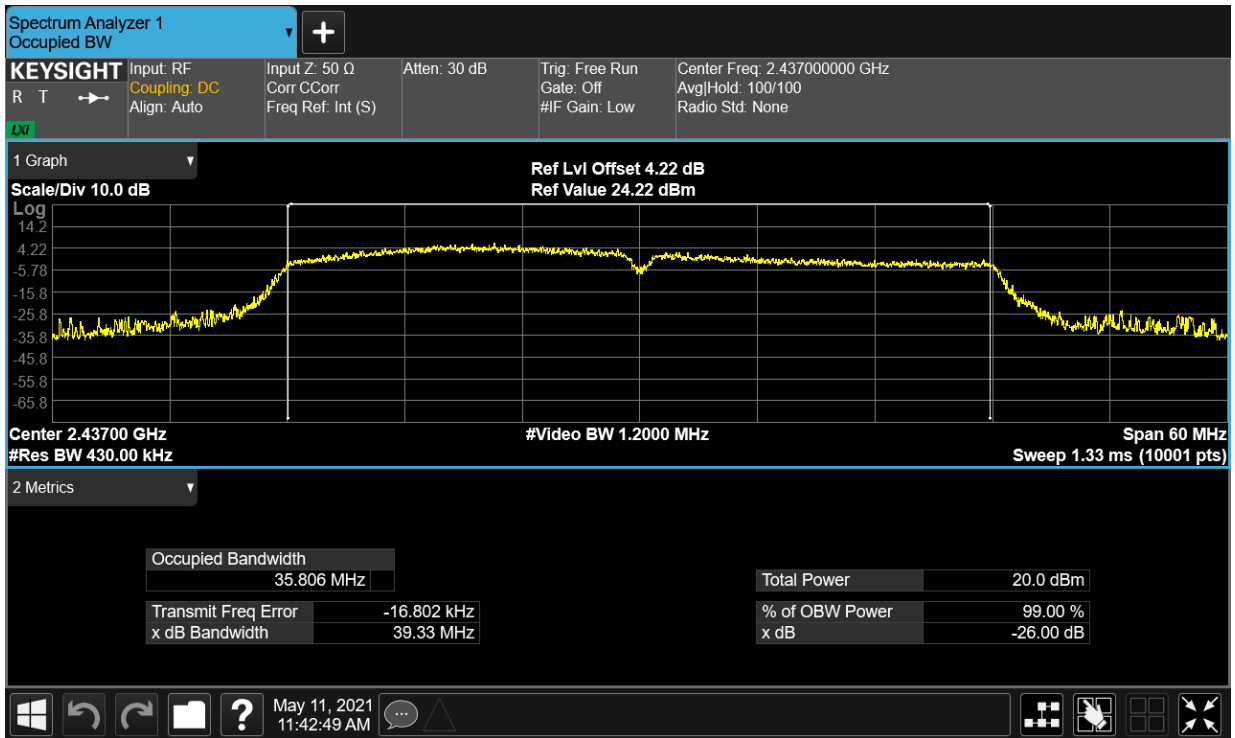 Spectrum Analyzer 1
Occupied BW
KEYSIGHT
R T
LXI
Input: RF
Coupling: DC
Align: Auto
Input Z: 50 Ω
Corr CCorr
Freq Ref: Int (S)
Atten: 30 dB
Trig: Free Run
Gate: Off
#IF Gain: Low
Center Freq: 2.437000000 GHz
Avg|Hold: 100/100
Radio Std: None
1 Graph
Scale/Div 10.0 dB
Ref Lvl Offset 4.22 dB
Ref Value 24.22 dBm
Log
14.2
4.22
-5.78
-15.8
-25.8
-35.8
-45.8
-55.8
-65.8
Center 2.43700 GHz
#Video BW 1.2000 MHz
Span 60 MHz
#Res BW 430.00 kHz
Sweep 1.33 ms (10001 pts)
2 Metrics
Occupied Bandwidth
35.806 MHz
Transmit Freq Error -16.802 kHz
x dB Bandwidth 39.33 MHz
Total Power 20.0 dBm
% of OBW Power 99.00 %
x dB -26.00 dB
?
May 11, 2021
11:42:49 AM